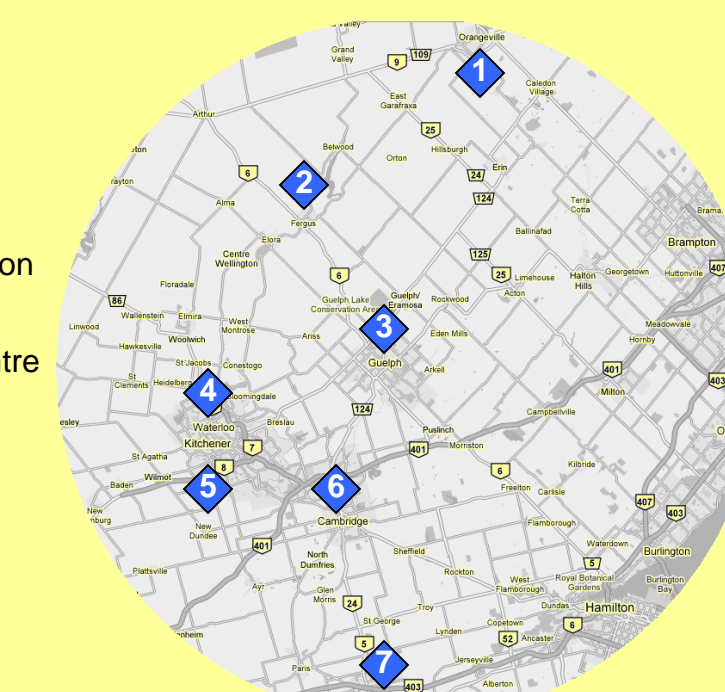 Valley
Orangeville
Grand
Valley
109
9
1
Caledon
Village
East
Garafraxa
Arthur
25
Belwood
Hillsburgh
Orton
Erin
6
24
2
124
Alma
Terra
Cotta
Fergus
Ballinafad
Brampton
Elora
Centre
Wellington
on
6
125
25
Limehouse
Halton
Hills
Georgetown
Huttonville
407
Floradale
Acton
86
Guelph Lake
Conservation Area
Guelph/
Eramosa
Rockwood
Wallenstein
Elmira
West
Montrose
3
Linwood
Meadowvale
Woolwich
Ariss
Eden Mills
Hornby
Hawkesville
ntre
St Jacobs
Conestogo
Guelph
Arkell
401
403
St
Clements
Heidelberg
4
Bloomingdale
Milton
124
Campbellville
Waterloo
Breslau
Puslinch
Kitchener
7
401
Morriston
St Agatha
8
6
Kilbride
Baden
Wilmot
5
6
Freelton
Carlisle
407
403
New
Dundee
Cambridge
Flamborough
401
Waterdown
Burlington
North
Dumfries
Sheffield
5
Plattsville
Rockton
West
Flamborough
Royal Botanical
Gardens
Burlington
Bay
Ayr
Glen
Morris
24
Troy
Dundas
Hamilton
St George
Copetown
6
5
Lynden
52
Ancaster
7
Jerseyville
Paris
403
Alberton